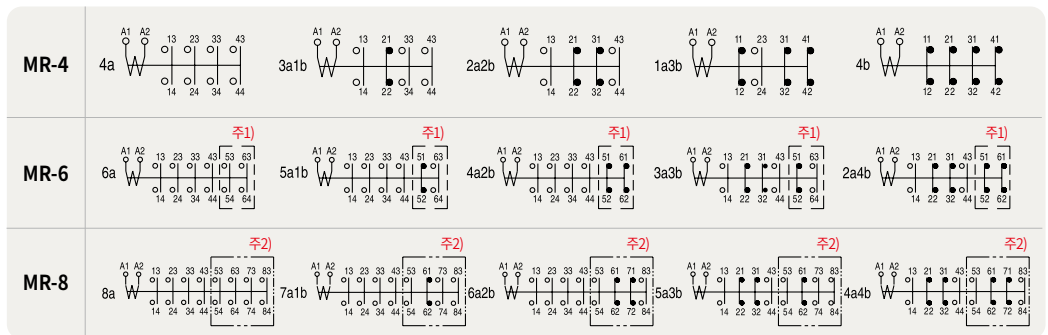 A1 A2 13 23 33 43 A1 A2 13 21 33 43 A1 A2 13 21 31 43 A1 A2 11 23 31 41 A1 A2 11 21 31 41
MR-4 4a 3a1b 2a2b 1a3b 4b
14 24 34 44 14 22 34 44 14 22 32 44 12 24 32 42 12 22 32 42
주1) 주1) 주1) 주1) 주1)
A1 A2 13 23 33 43 53 63 A1 A2 13 23 33 43 51 63 A1 A2 13 23 33 43 51 61 A1 A2 13 21 31 43 51 63 A1 A2 13 21 31 43 51 61
MR-6 6a 5a1b 4a2b 3a3b 2a4b
14 24 34 44 54 64 14 24 34 44 52 64 14 24 34 44 52 62 14 22 32 44 52 64 14 22 32 44 52 62
주2) 주2) 주2) 주2) 주2)
A1 A2 13 23 33 43 53 63 73 83 A1 A2 13 23 33 43 53 61 73 83 A1 A2 13 23 33 43 53 61 71 83 A1 A2 13 21 31 43 53 61 73 83 A1 A2 13 21 31 43 53 61 71 83
MR-8 8a 7a1b 6a2b 5a3b 4a4b
14 24 34 44 54 64 74 84 14 24 34 44 54 62 74 84 14 24 34 44 54 62 72 84 14 22 32 44 54 62 74 84 14 22 32 44 54 62 72 84